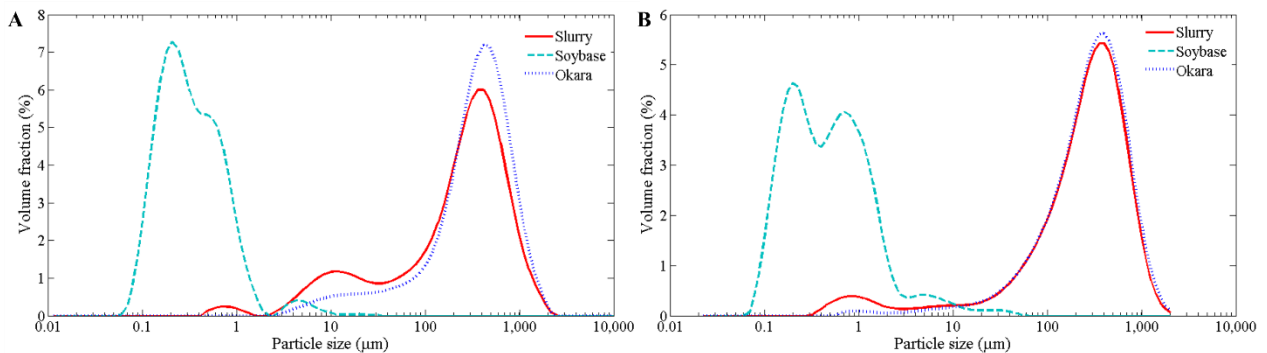 A
Volume fraction (%)
8
7
6
5
4
3
2
1
0
Slurry
Soybase
Okara
0.01 0.1 1 10 100 1,000 10,000
Particle size (µm)
B
Volume fraction (%)
6
5
4
3
2
1
0
Slurry
Soybase
Okara
0.01 0.1 1 10 100 1,000 10,000
Particle size (µm)